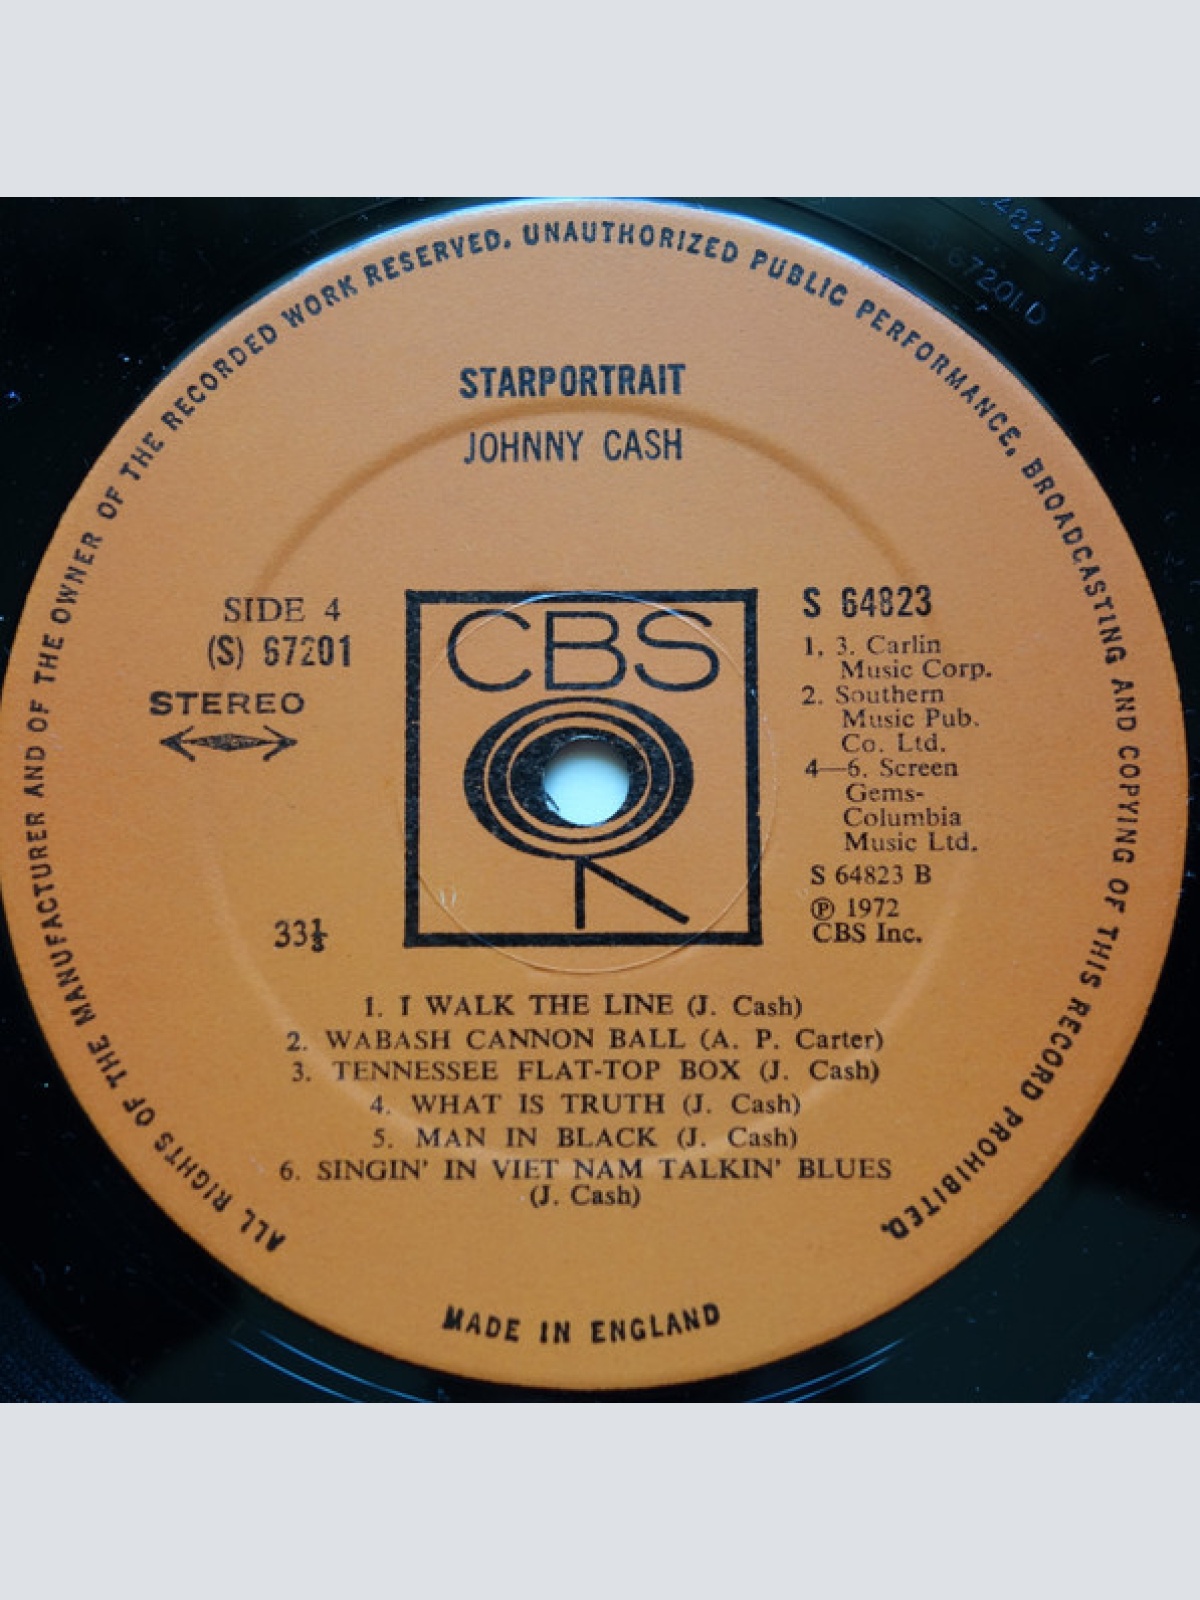 ALL RIGHTS OF THE MANUFACTURER AND OF THE OWNER OF THE RECORDED WORK RESERVED. UNAUTHORIZED PUBLIC PERFORMANCE, BROADCASTING AND COPYING OF THIS RECORD PROHIBITED.
STARPORTRAIT
JOHNNY CASH
SIDE 4
(S) 67201
STEREO
33⅓
CBS
S 64823
1, 3. Carlin
Music Corp.
2. Southern
Music Pub.
Co. Ltd.
4—6. Screen
Gems-
Columbia
Music Ltd.
S 64823 B
℗ 1972
CBS Inc.
1. I WALK THE LINE (J. Cash)
2. WABASH CANNON BALL (A. P. Carter)
3. TENNESSEE FLAT-TOP BOX (J. Cash)
4. WHAT IS TRUTH (J. Cash)
5. MAN IN BLACK (J. Cash)
6. SINGIN' IN VIET NAM TALKIN' BLUES
(J. Cash)
MADE IN ENGLAND
67201.D